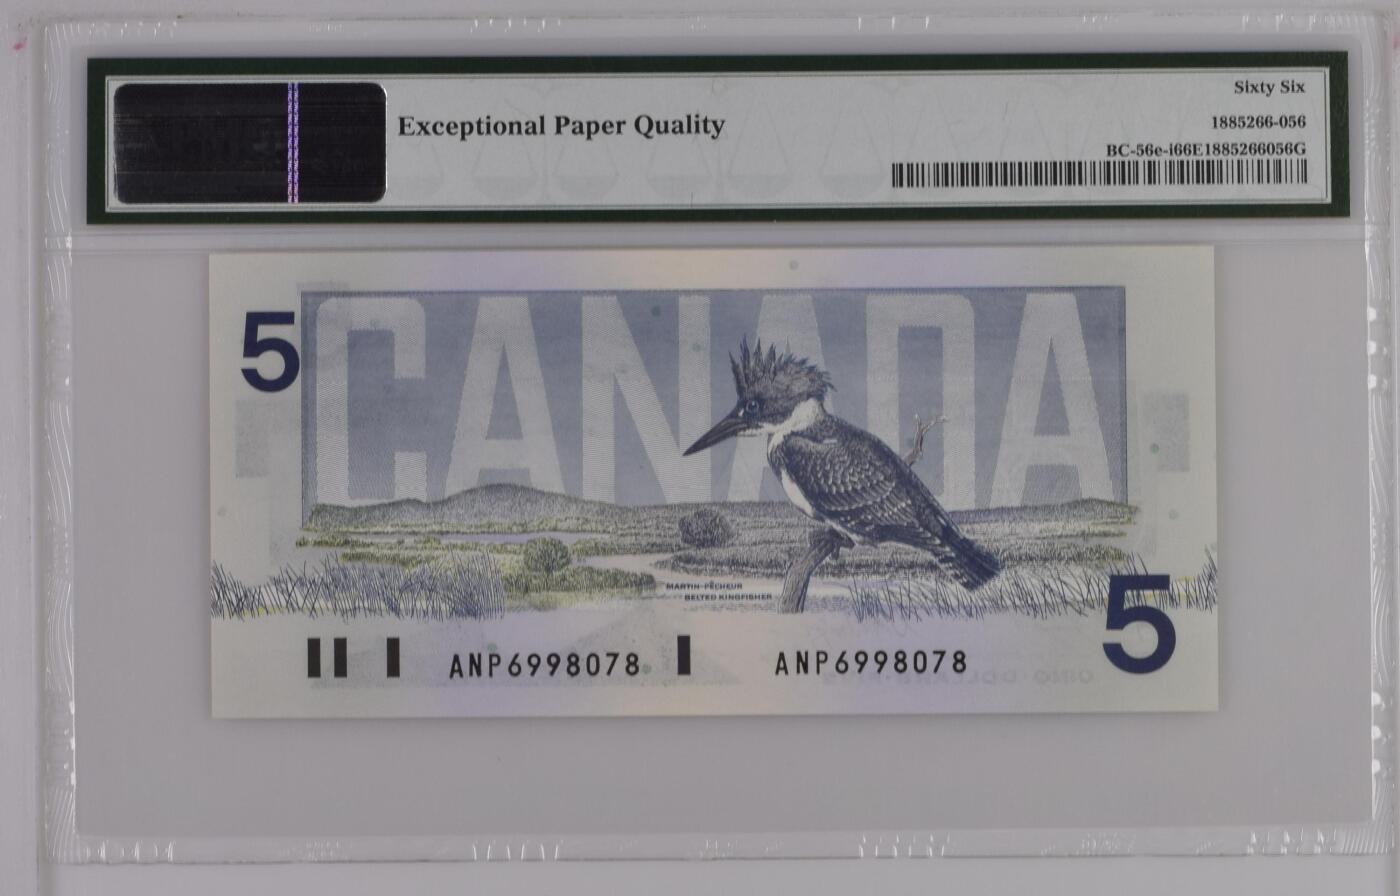 Sixty Six
Exceptional Paper Quality
1885266-056
BC-56e-i66E1885266056G
5
CANADA
MARTIN-PÊCHEUR
BELTED KINGFISHER
5
ANP6998078
ANP6998078